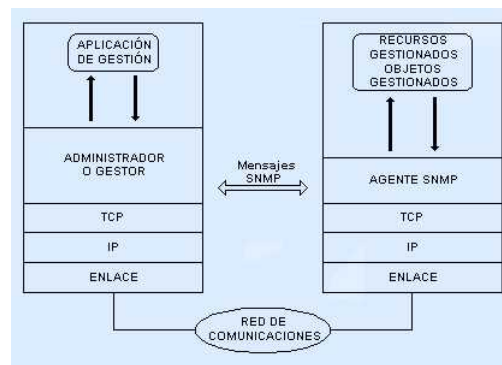 APLICACIÓN
DE GESTIÓN
ADMINISTRADOR
O GESTOR
TCP
IP
ENLACE
Mensajes
SNMP
RECURSOS
GESTIONADOS
OBJETOS
GESTIONADOS
AGENTE SNMP
TCP
IP
ENLACE
RED DE
COMUNICACIONES